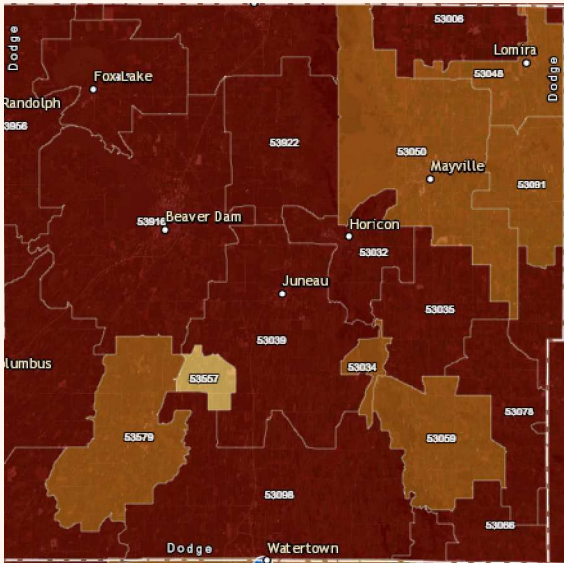 53006
Lomira
Dodge
Dodge
Fox Lake
53048
Randolph
53956
53922
53050
Mayville
53091
53916
Beaver Dam
Horicon
53032
Juneau
53035
53039
olumbus
53557
53034
53078
53579
53059
53098
53066
Dodge
Watertown